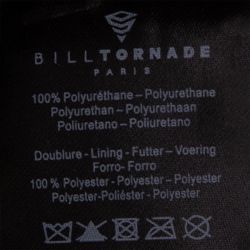 BILLTORNADE
PARIS
100% Polyuréthane – Polyurethane
Polyurethan – Polyurethaan
Poliuretano – Poliuretano
Doublure - Lining - Futter – Voering
Forro- Forro
100 % Polyester - Polyester – Polyester
Polyester-Poliéster - Polyester